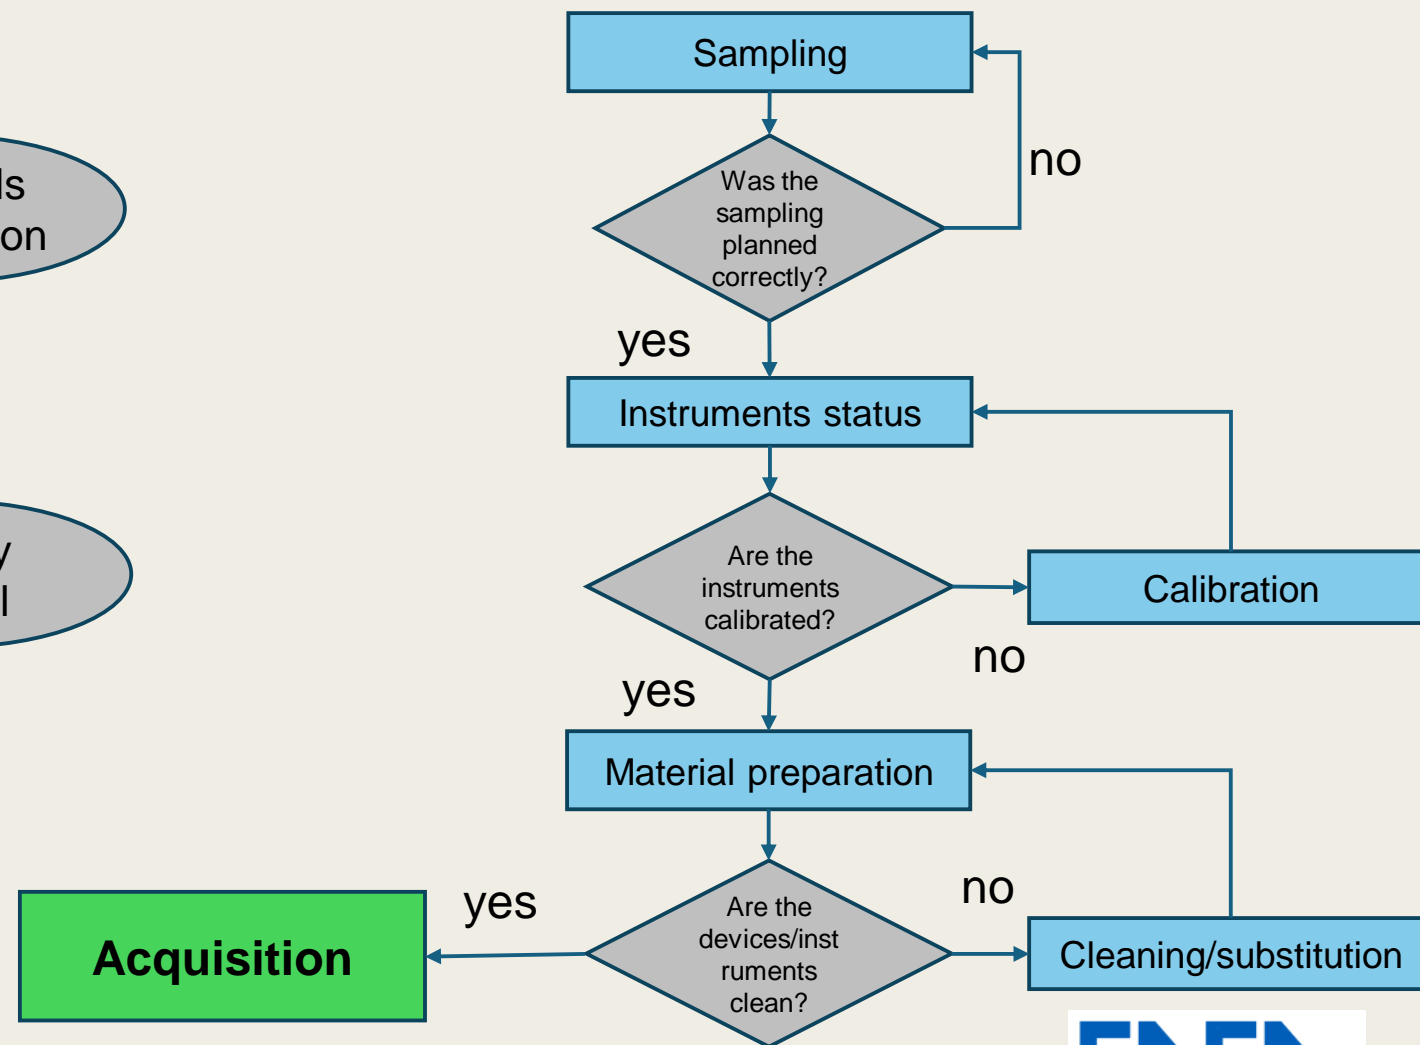 Sampling
no
Was the
sampling
planned
correctly?
on
yes
Instruments status
Are the
instruments
calibrated?
Calibration
no
yes
Material preparation
no
yes
Are the
devices/inst
ruments
clean?
Acquisition
Cleaning/substitution